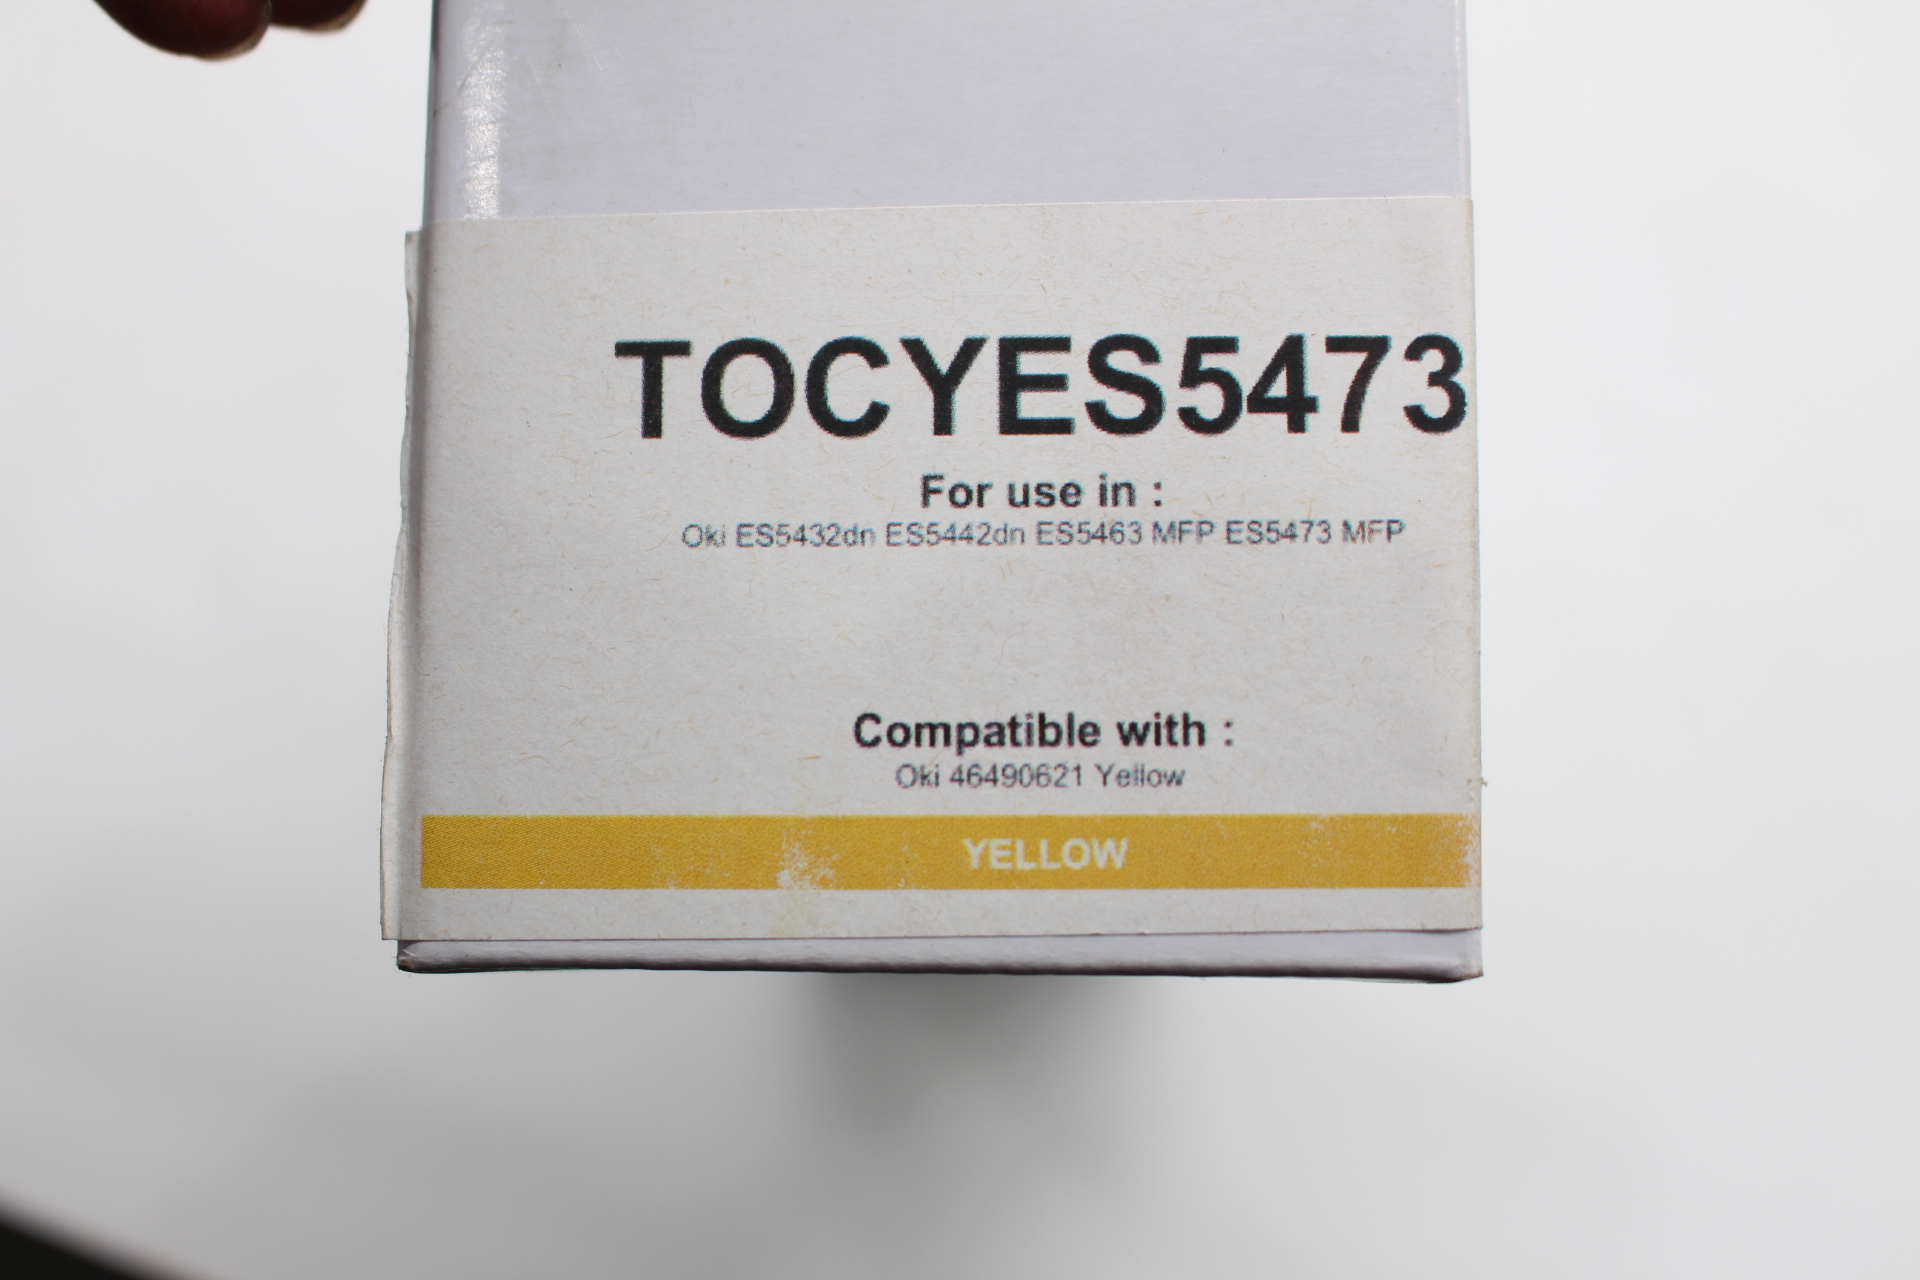 TOCYES5473
For use in :
Oki ES5432dn ES5442dn ES5463 MFP ES5473 MFP
Compatible with :
Oki 46490621 Yellow
YELLOW